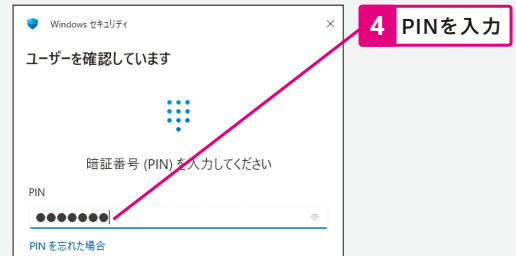 Windows セキュリティ
4 PINを入力
ユーザーを確認しています
暗証番号 (PIN) を入力してください
PIN
●●●●●●●
PIN を忘れた場合